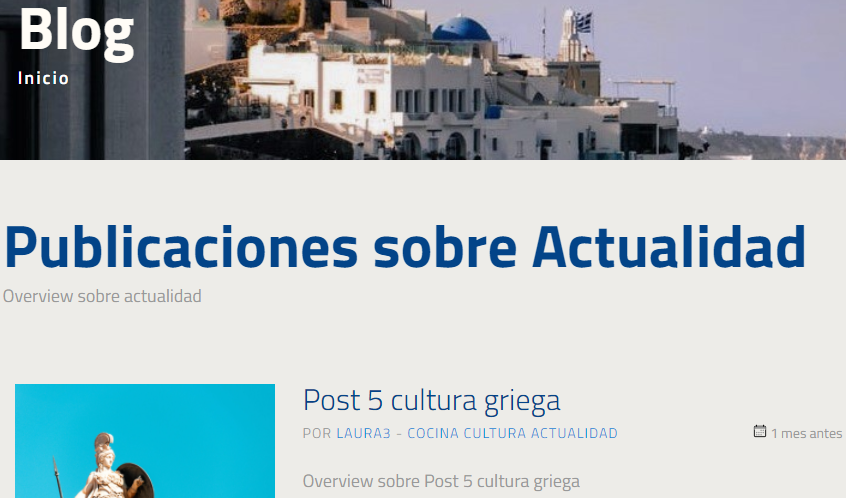 Blog
Inicio
Publicaciones sobre Actualidad
Overview sobre actualidad
Post 5 cultura griega
POR LAURA3 - COCINA CULTURA ACTUALIDAD
1 mes antes
Overview sobre Post 5 cultura griega